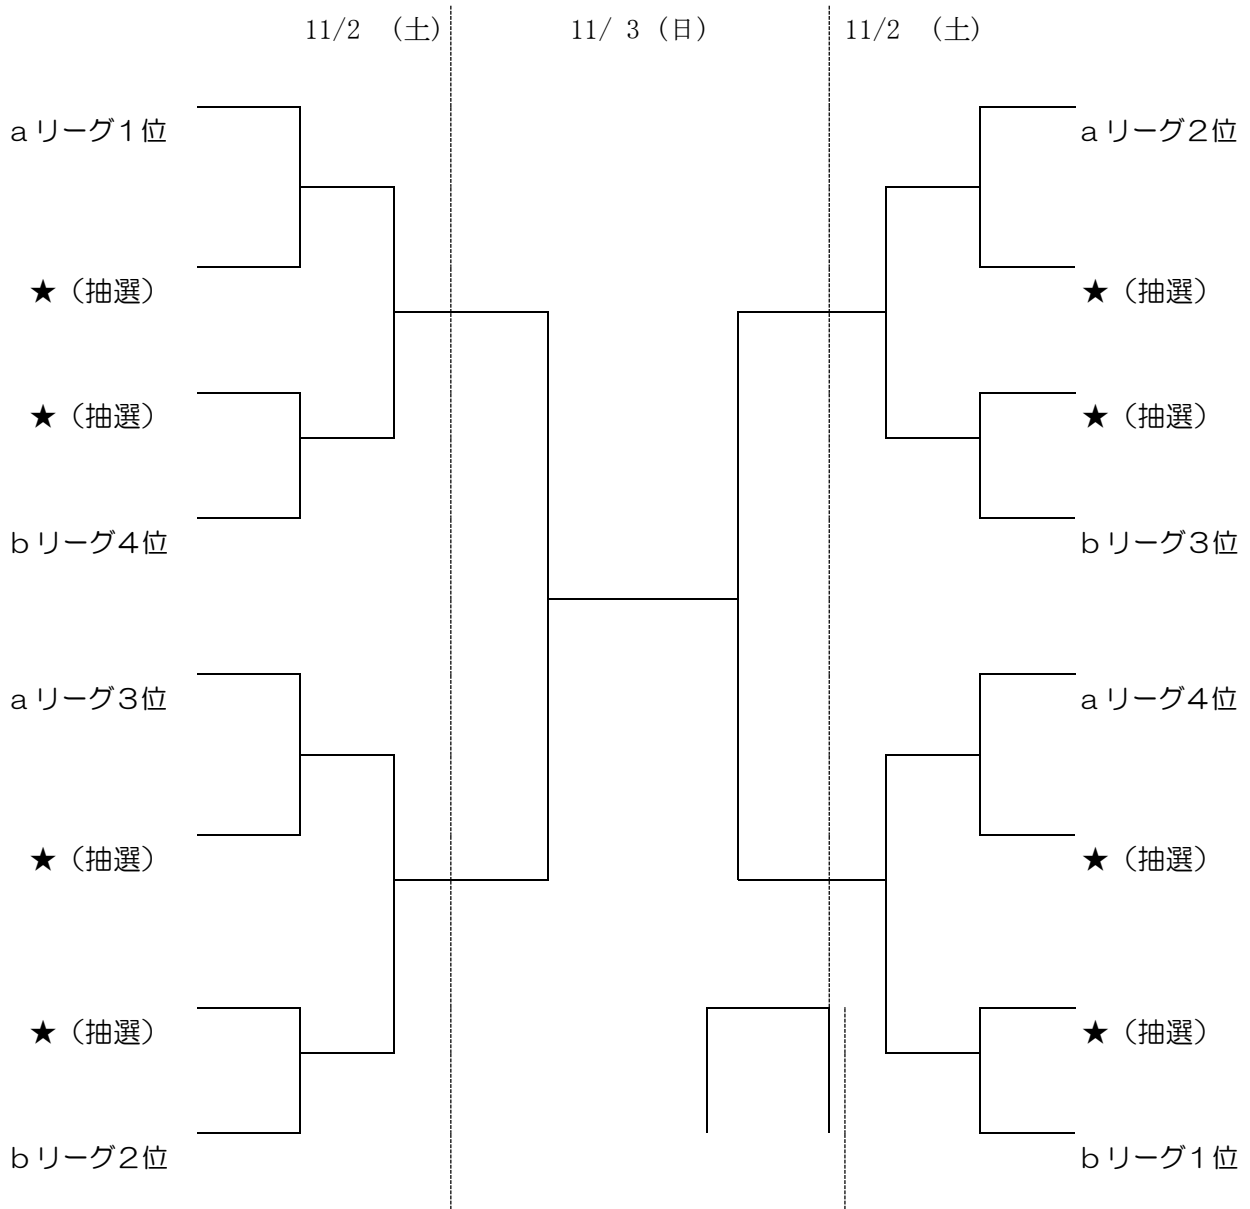 11/2 （土） 11/ 3（日） 11/2 （土）
ａリーグ１位 ａリーグ２位
★（抽選） ★（抽選）
★（抽選） ★（抽選）
ｂリーグ４位 ｂリーグ３位
ａリーグ３位 ａリーグ４位
★（抽選） ★（抽選）
★（抽選） ★（抽選）
ｂリーグ２位 ｂリーグ１位